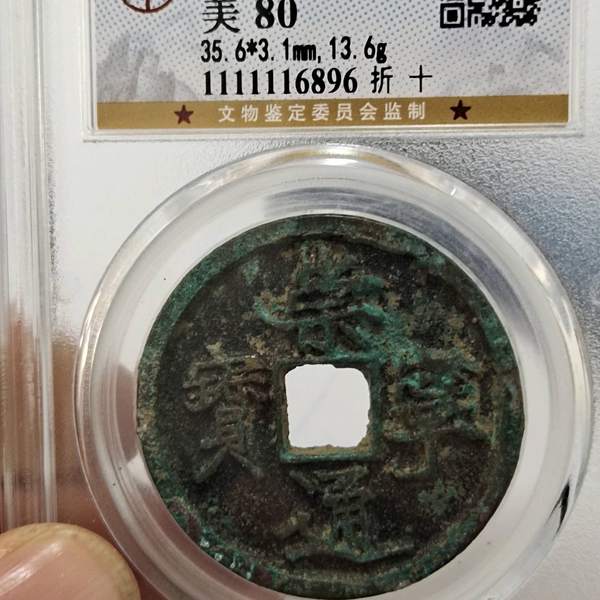 美 80
35.6*3.1mm, 13.6g
1111116896 折十
文物鉴定委员会监制
崇寧通寳